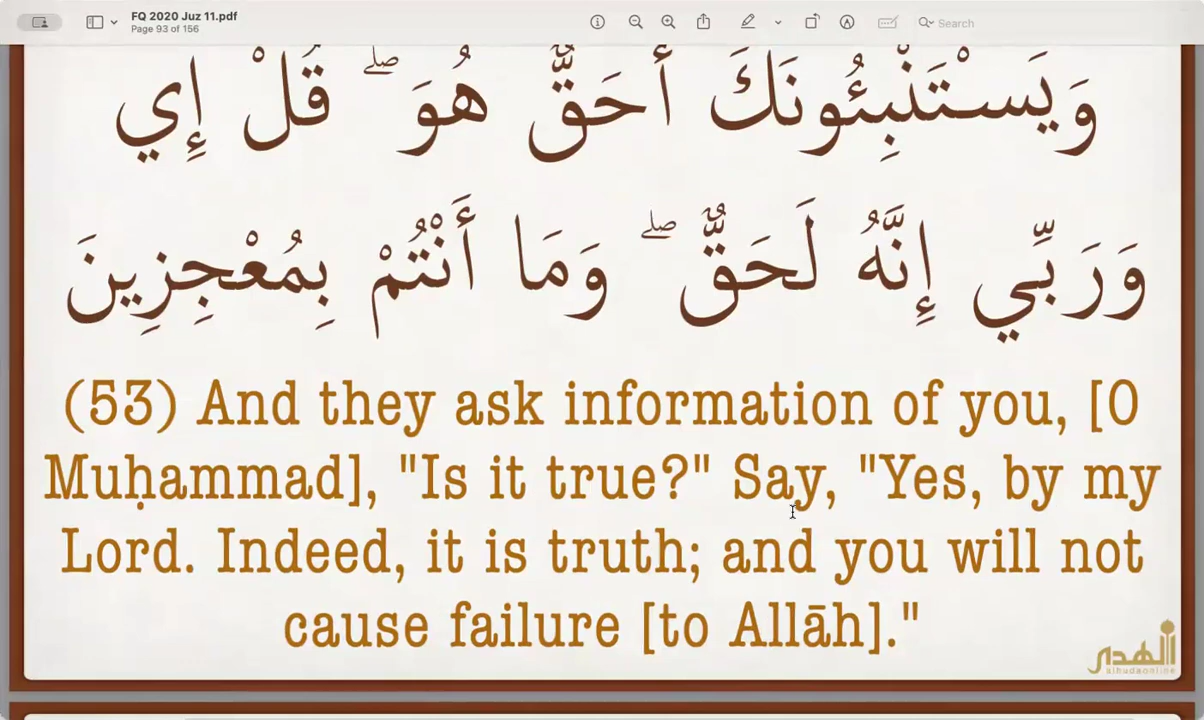 FQ 2020 Juz 11.pdf
Page 93 of 156
Search
وَيَسْتَنْبِئُونَكَ أَحَقٌّ هُوَ ۖ قُلْ إِي
وَرَبِّي إِنَّهُ لَحَقٌّ ۖ وَمَا أَنْتُمْ بِمُعْجِزِينَ
(53) And they ask information of you, [O
Muḥammad], "Is it true?" Say, "Yes, by my
Lord. Indeed, it is truth; and you will not
cause failure [to Allāh]."
الهدى
alhudaonline